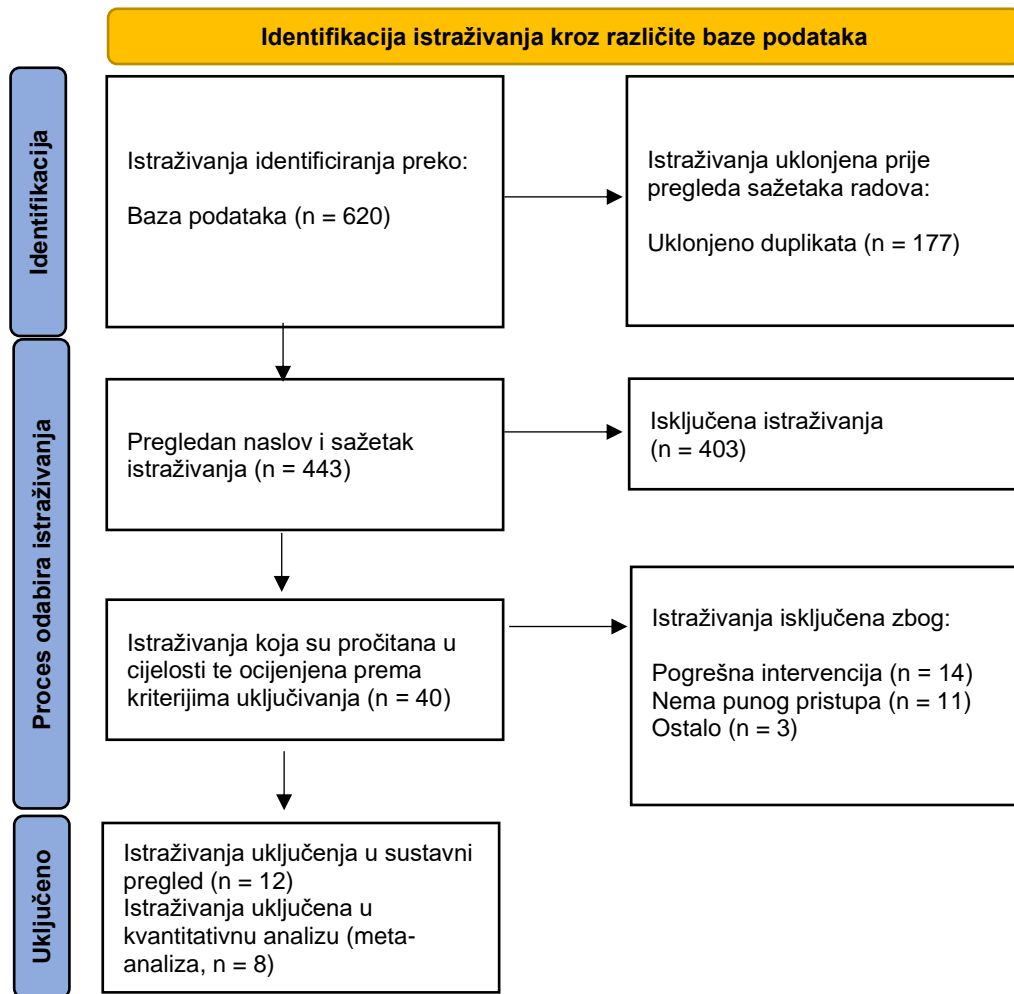 Identifikacija istraživanja kroz različite baze podataka
Identifikacija
Istraživanja identificiranja preko:
Baza podataka (n = 620)
Istraživanja uklonjena prije
pregleda sažetaka radova:
Uklonjeno duplikata (n = 177)
Proces odabira istraživanja
Pregledan naslov i sažetak
istraživanja (n = 443)
Isključena istraživanja
(n = 403)
Istraživanja koja su pročitana u
cijelosti te ocijenjena prema
kriterijima uključivanja (n = 40)
Istraživanja isključena zbog:
Pogrešna intervencija (n = 14)
Nema punog pristupa (n = 11)
Ostalo (n = 3)
Uključeno
Istraživanja uključenja u sustavni
pregled (n = 12)
Istraživanja uključena u
kvantitativnu analizu (meta-
analiza, n = 8)